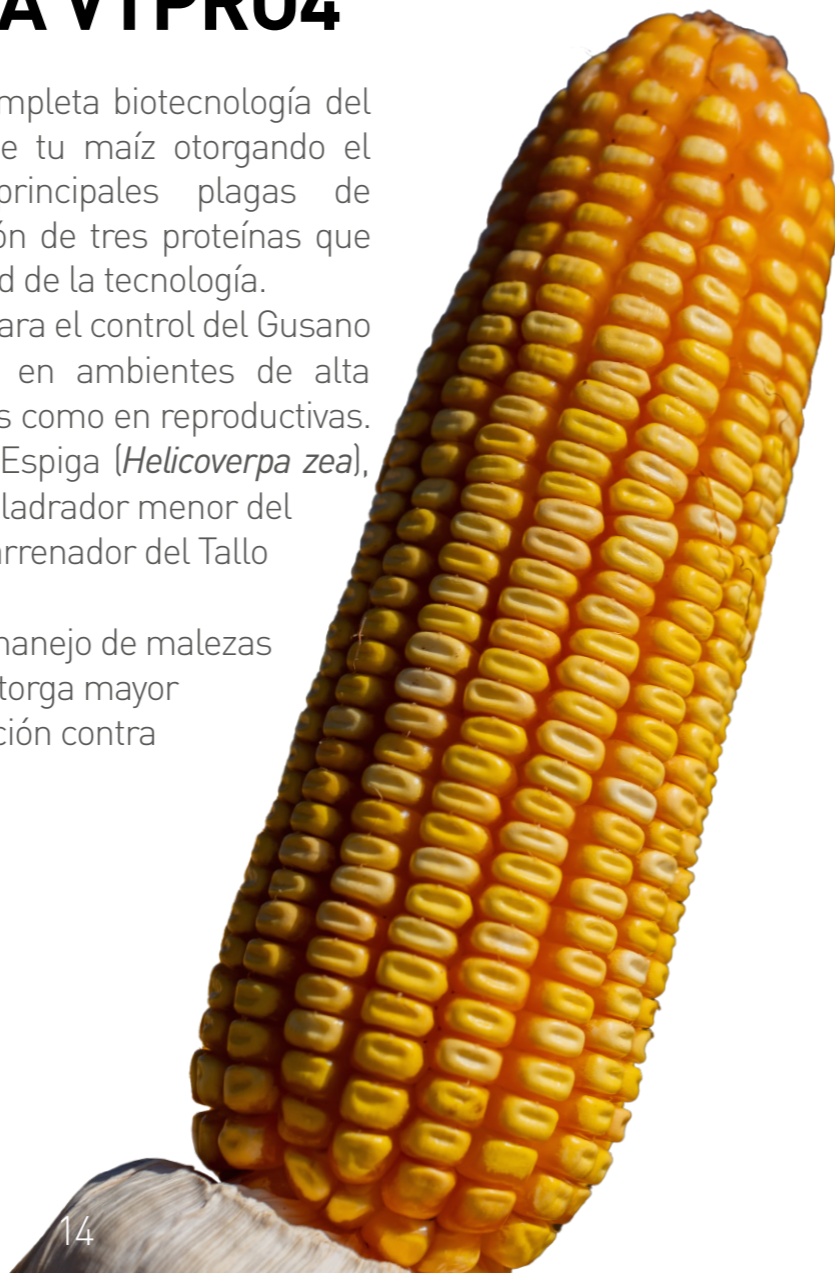 A VTPRO4
mpleta biotecnología del
e tu maíz otorgando el
principales plagas de
ón de tres proteínas que
d de la tecnología.
ara el control del Gusano
en ambientes de alta
s como en reproductivas.
Espiga (Helicoverpa zea),
ladrador menor del
arrenador del Tallo
manejo de malezas
torga mayor
ción contra
14